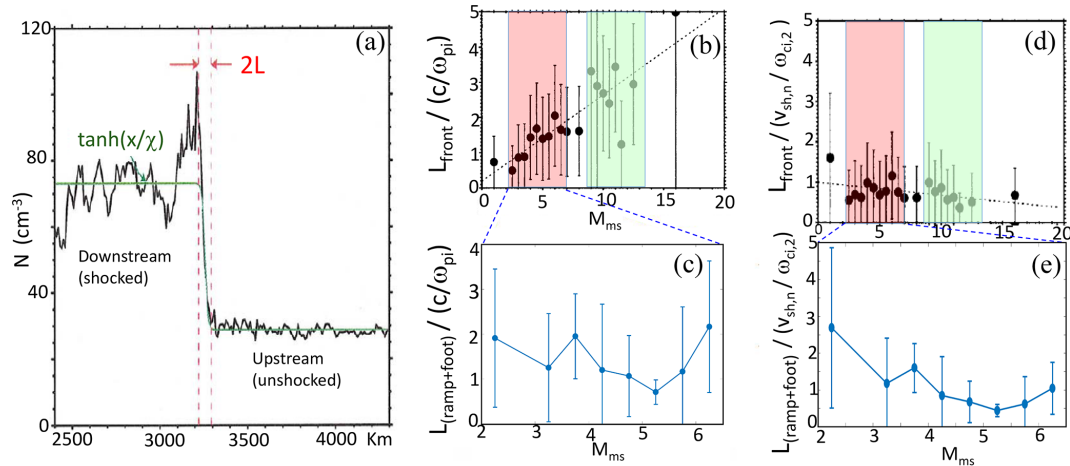 (a)
120
80
40
0
N (cm⁻³)
2L
tanh(x/χ)
Downstream
(shocked)
Upstream
(unshocked)
2400
3000
3500
4000
Km
(b)
5
4
3
2
1
0
L_front / (c/ω_pi)
0
5
10
15
20
M_ms
(c)
5
4
3
2
1
0
L_(ramp+foot) / (c/ω_pi)
2
3
4
5
6
M_ms
(d)
5
4
3
2
1
0
L_front / (v_sh,n / ω_ci,2)
0
5
10
15
20
M_ms
(e)
5
4
3
2
1
0
L_(ramp+foot) / (v_sh,n / ω_ci,2)
2
3
4
5
6
M_ms